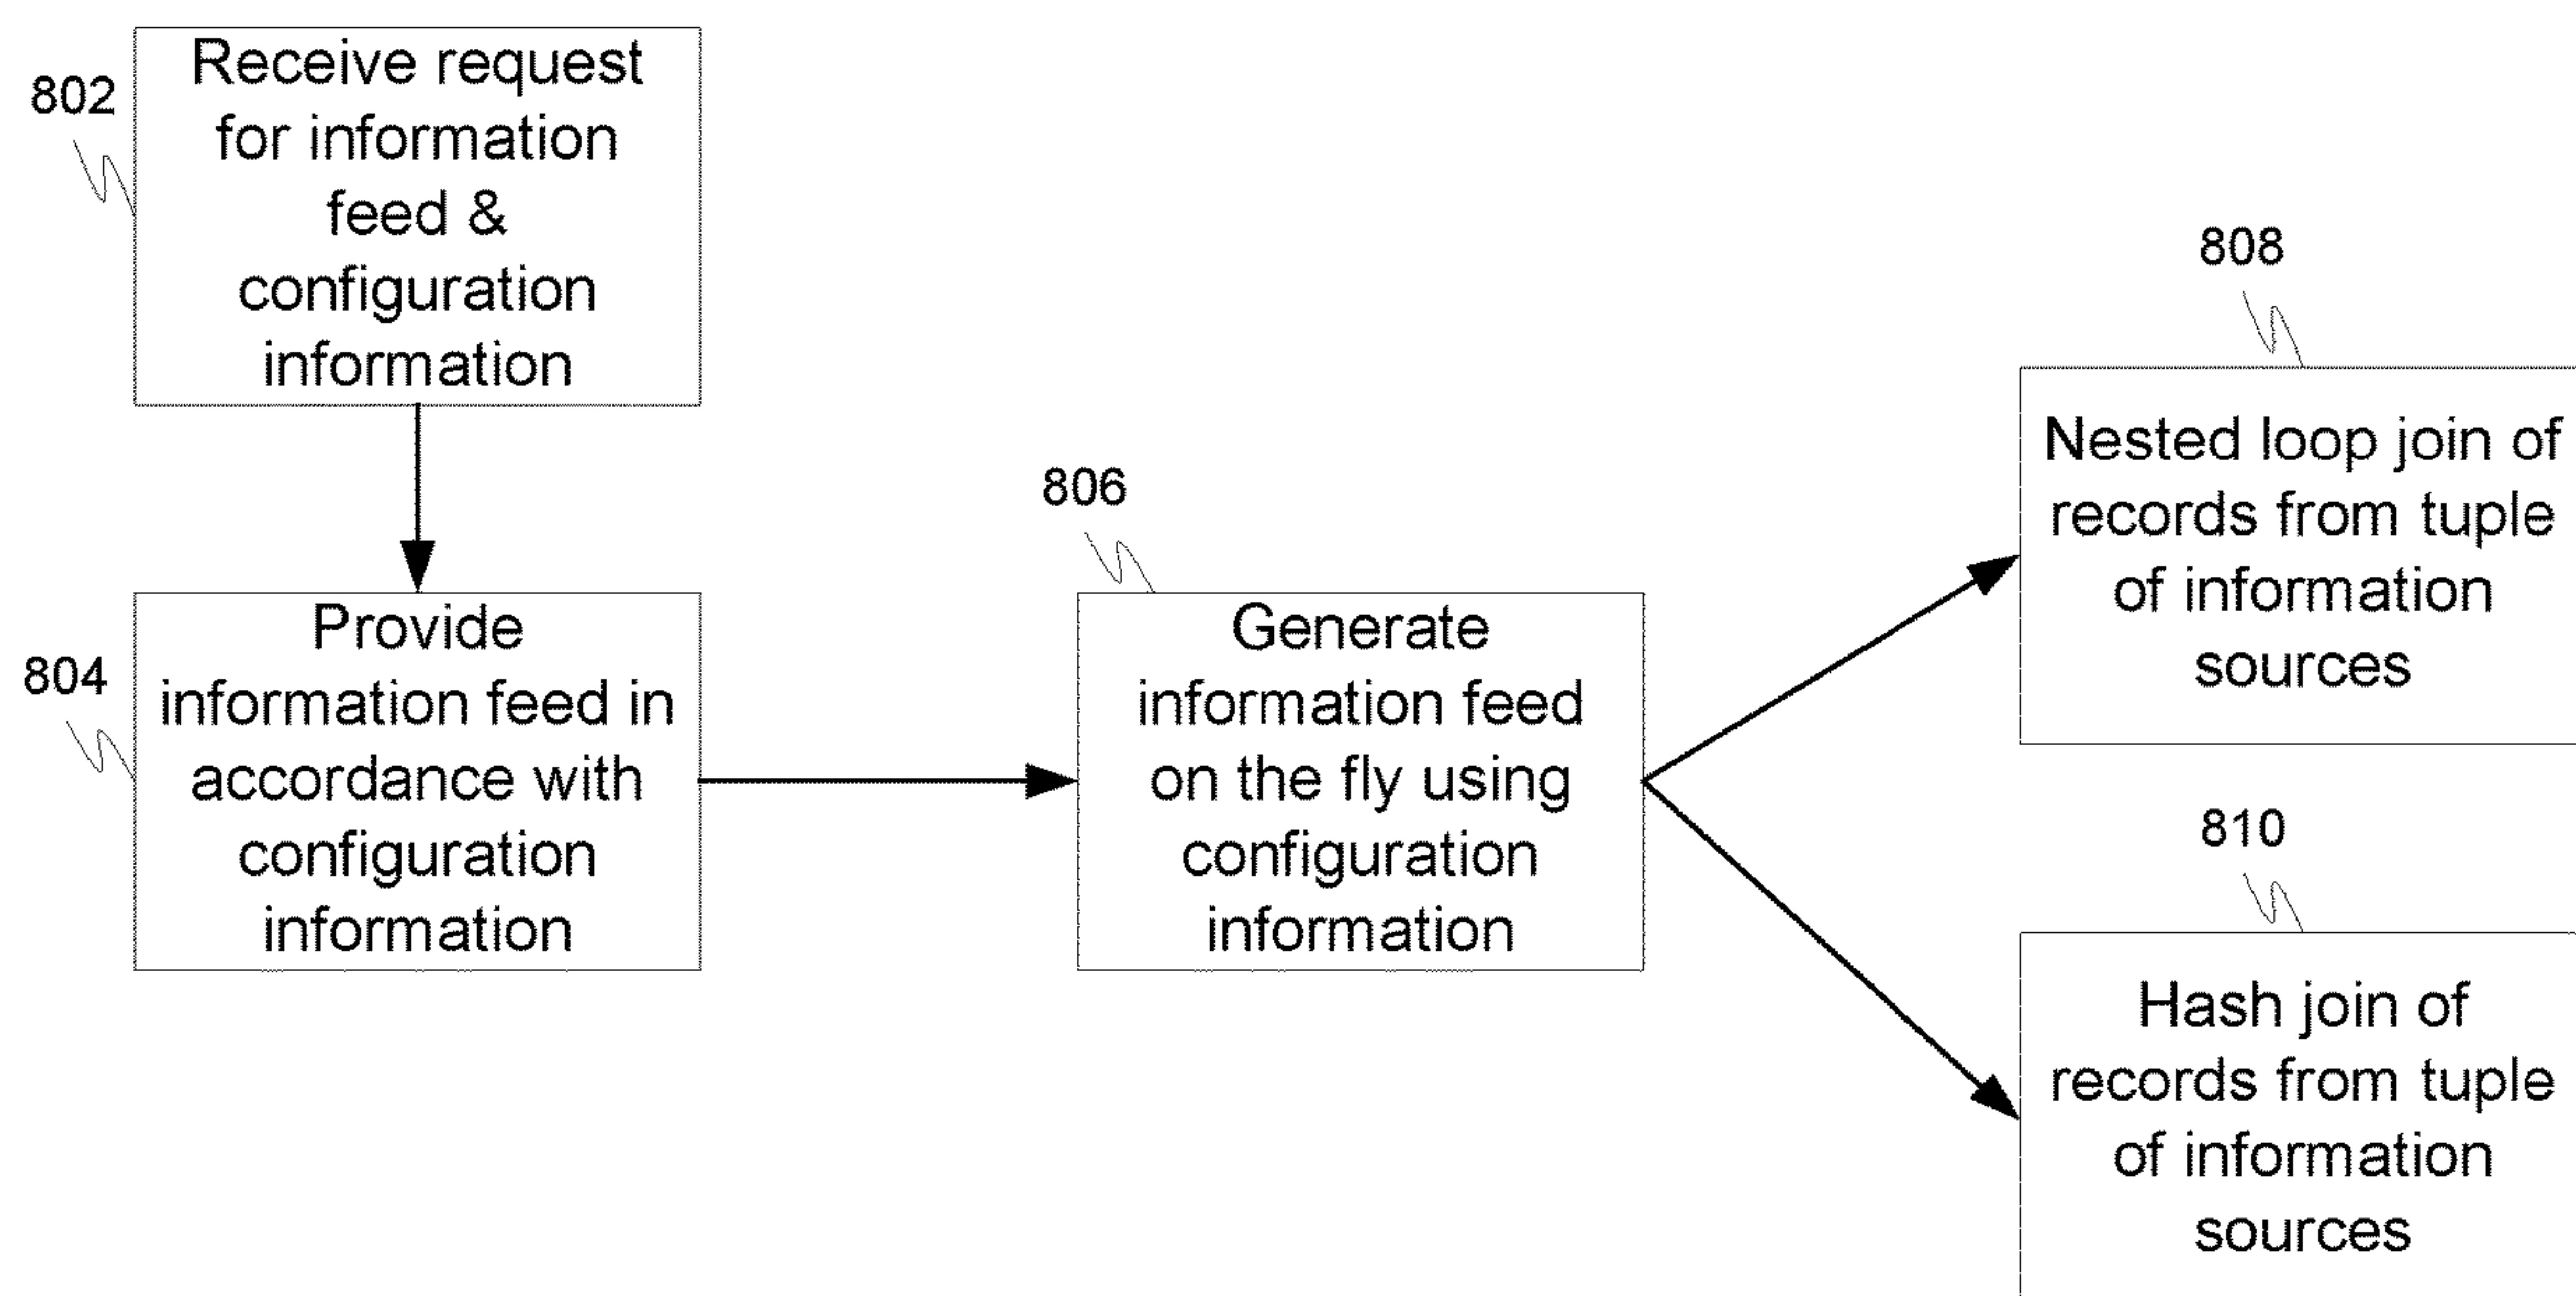 802
Receive request
for information
feed &
configuration
information
804
Provide
information feed in
accordance with
configuration
information
806
Generate
information feed
on the fly using
configuration
information
808
Nested loop join of
records from tuple
of information
sources
810
Hash join of
records from tuple
of information
sources